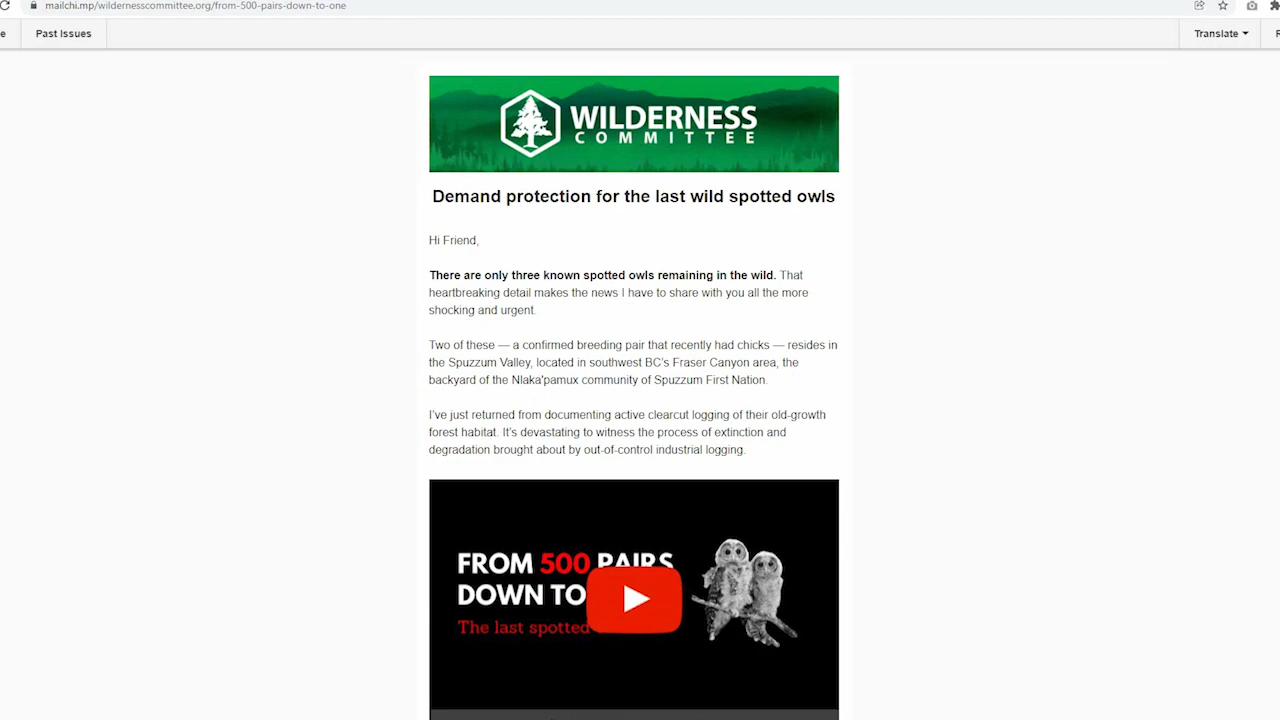 mailchi.mp/wildernesscommittee.org/from-500-pairs-down-to-one
Past Issues
Translate
WILDERNESS
COMMITTEE
Demand protection for the last wild spotted owls
Hi Friend,
There are only three known spotted owls remaining in the wild. That
heartbreaking detail makes the news I have to share with you all the more
shocking and urgent.
Two of these — a confirmed breeding pair that recently had chicks — resides in
the Spuzzum Valley, located in southwest BC's Fraser Canyon area, the
backyard of the Nlaka'pamux community of Spuzzum First Nation.
I've just returned from documenting active clearcut logging of their old-growth
forest habitat. It's devastating to witness the process of extinction and
degradation brought about by out-of-control industrial logging.
FROM 500 PAIRS
DOWN TO
The last spotted